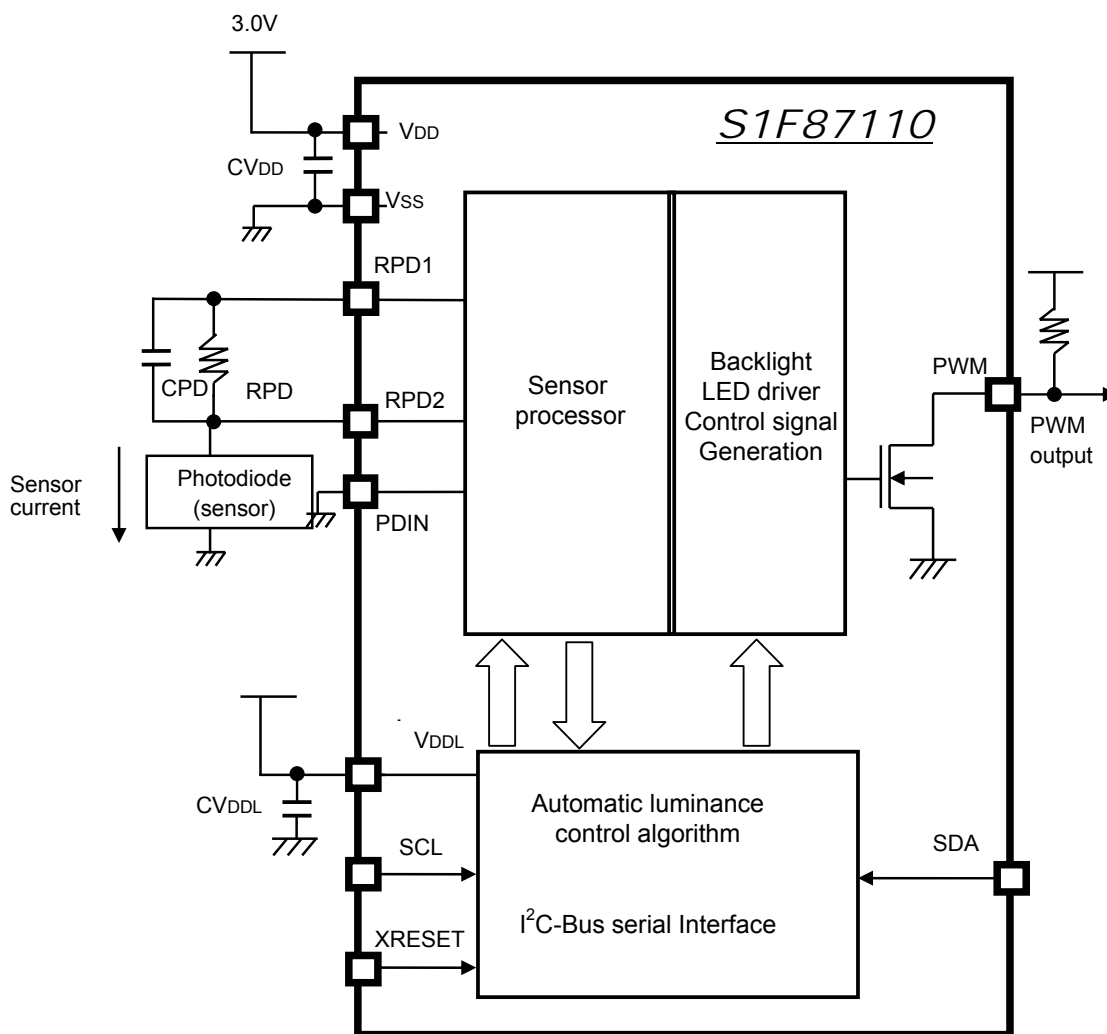 3.0V
S1F87110
VDD
CVDD
VSS
RPD1
CPD
RPD
RPD2
Sensor
current
Photodiode
(sensor)
PDIN
Sensor
processor
Backlight
LED driver
Control signal
Generation
PWM
PWM
output
VDDL
CVDDL
Automatic luminance
control algorithm
SCL
SDA
I²C-Bus serial Interface
XRESET